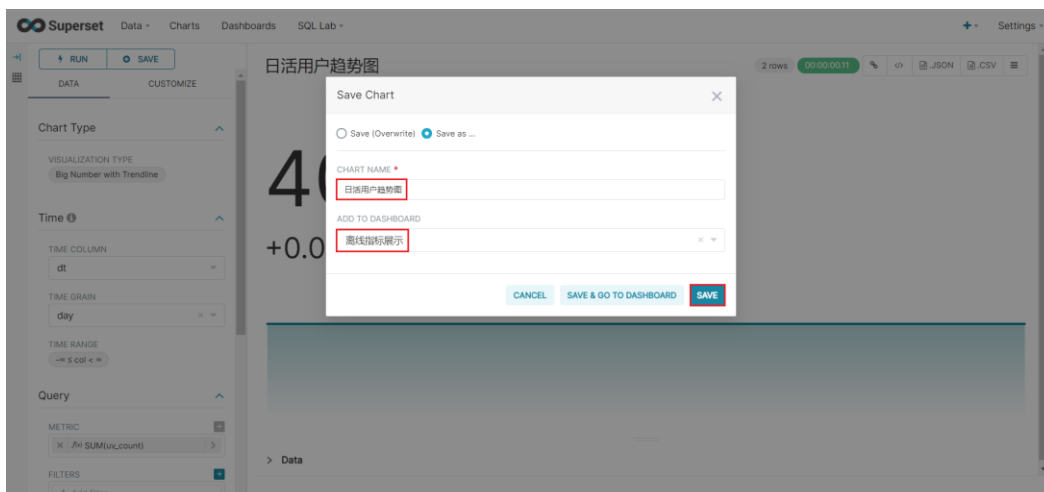 Superset Data Charts Dashboards SQL Lab Settings
RUN SAVE
DATA CUSTOMIZE
日活用户趋势图
2 rows 00:00:00.11 .JSON .CSV
Chart Type
VISUALIZATION TYPE
Big Number with Trendline
Time
TIME COLUMN
dt
TIME GRAIN
day
TIME RANGE
-∞ ≤ col < ∞
Query
METRIC
f(x) SUM(uv_count)
FILTERS
+0.0
Save Chart
Save (Overwrite) Save as ...
CHART NAME *
日活用户趋势图
ADD TO DASHBOARD
离线指标展示
CANCEL SAVE & GO TO DASHBOARD SAVE
Data